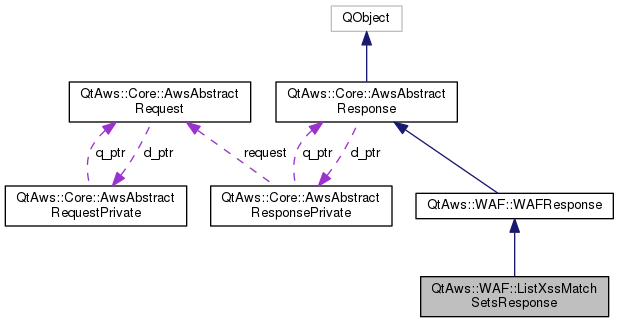 QObject
QtAws::Core::AwsAbstract
Request
QtAws::Core::AwsAbstract
Response
q_ptr
d_ptr
request
q_ptr
d_ptr
QtAws::Core::AwsAbstract
RequestPrivate
QtAws::Core::AwsAbstract
ResponsePrivate
QtAws::WAF::WAFResponse
QtAws::WAF::ListXssMatch
SetsResponse